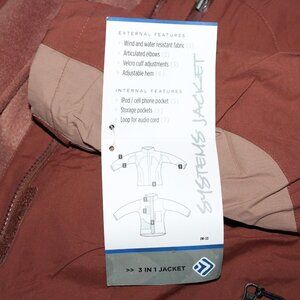 EXTERNAL FEATURES
• Wind and water resistant fabric
• Articulated elbows
• Velcro cuff adjustments
• Adjustable hem
INTERNAL FEATURES
• iPod / cell phone pocket
• Storage pockets
• Loop for audio cord
SYSTEMS JACKET
>> 3 IN 1 JACKET